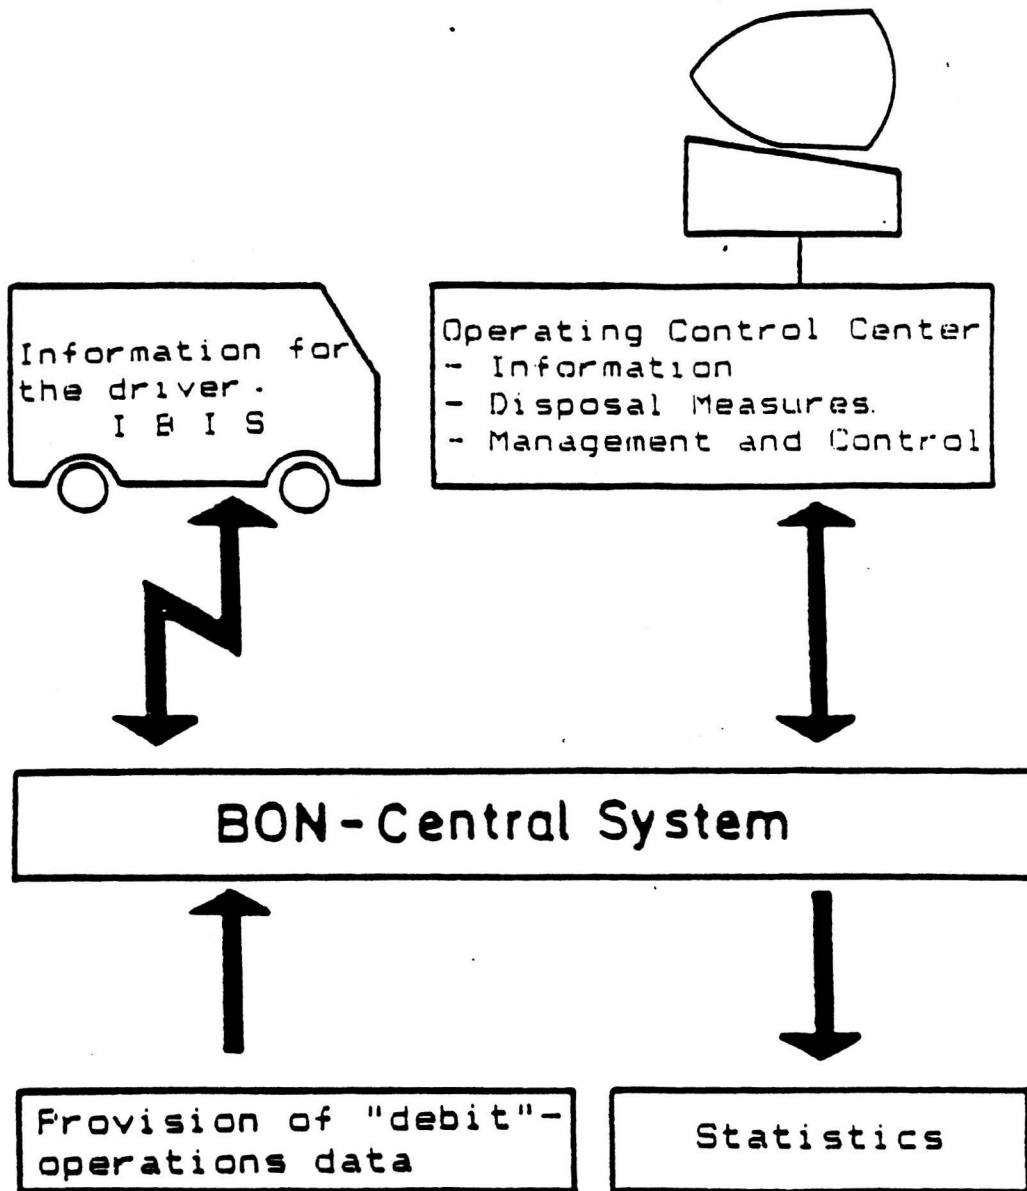 Information for
the driver.
I B I S
Operating Control Center
- Information
- Disposal Measures.
- Management and Control
BON-Central System
Provision of "debit"-
operations data
Statistics